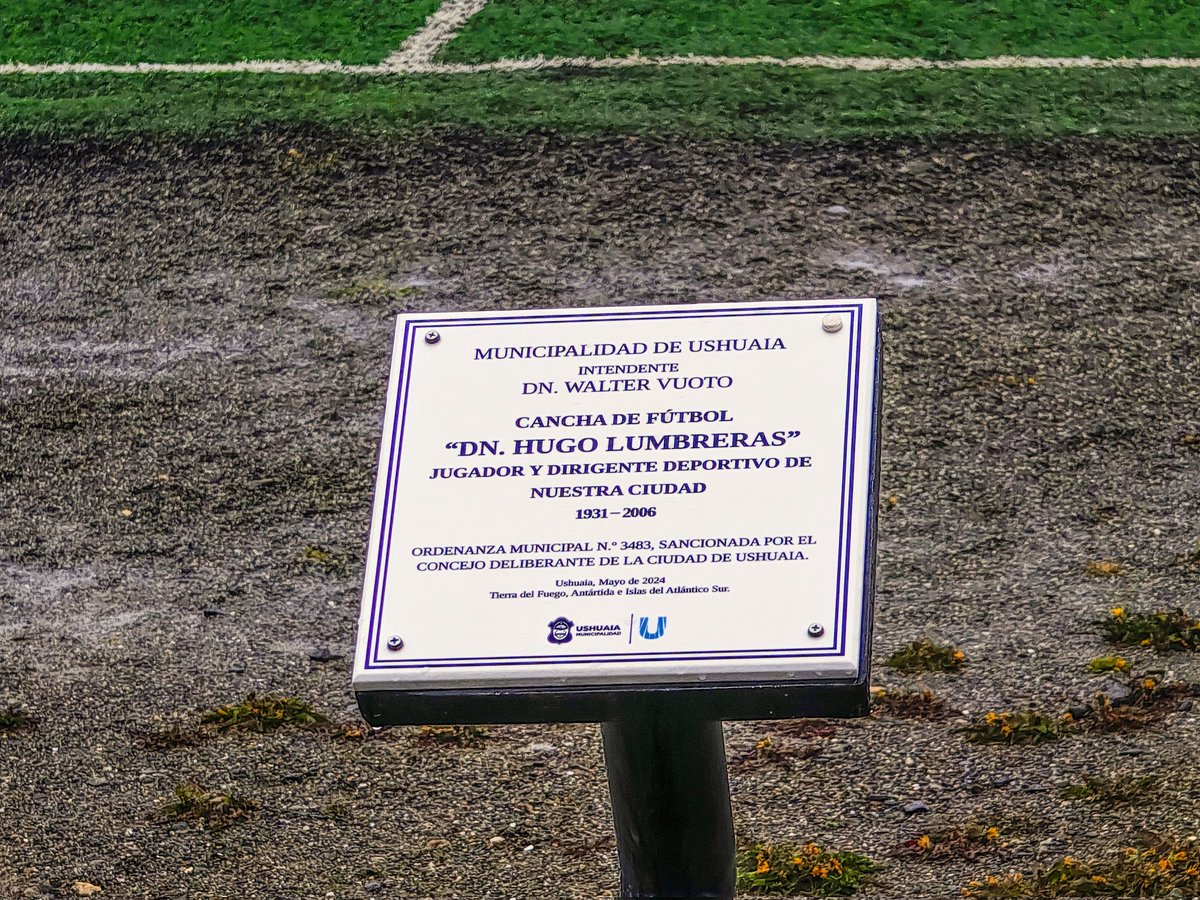 MUNICIPALIDAD DE USHUAIA
INTENDENTE
DN. WALTER VUOTO
CANCHA DE FÚTBOL
“DN. HUGO LUMBRERAS”
JUGADOR Y DIRIGENTE DEPORTIVO DE
NUESTRA CIUDAD
1931–2006
ORDENANZA MUNICIPAL N.º 3483, SANCIONADA POR EL
CONCEJO DELIBERANTE DE LA CIUDAD DE USHUAIA.
Ushuaia, Mayo de 2024
Tierra del Fuego, Antártida e Islas del Atlántico Sur.
USHUAIA
MUNICIPALIDAD